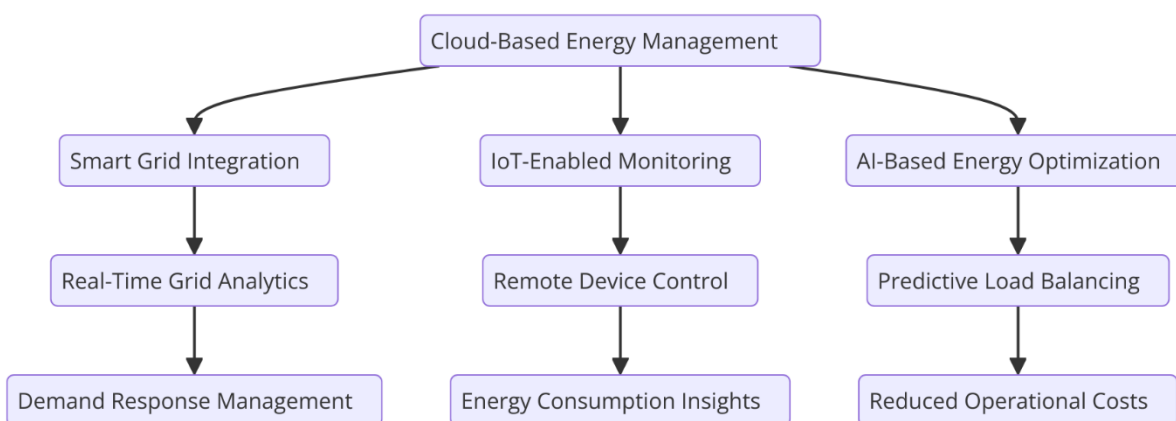 Cloud-Based Energy Management
Smart Grid Integration
IoT-Enabled Monitoring
AI-Based Energy Optimization
Real-Time Grid Analytics
Remote Device Control
Predictive Load Balancing
Demand Response Management
Energy Consumption Insights
Reduced Operational Costs